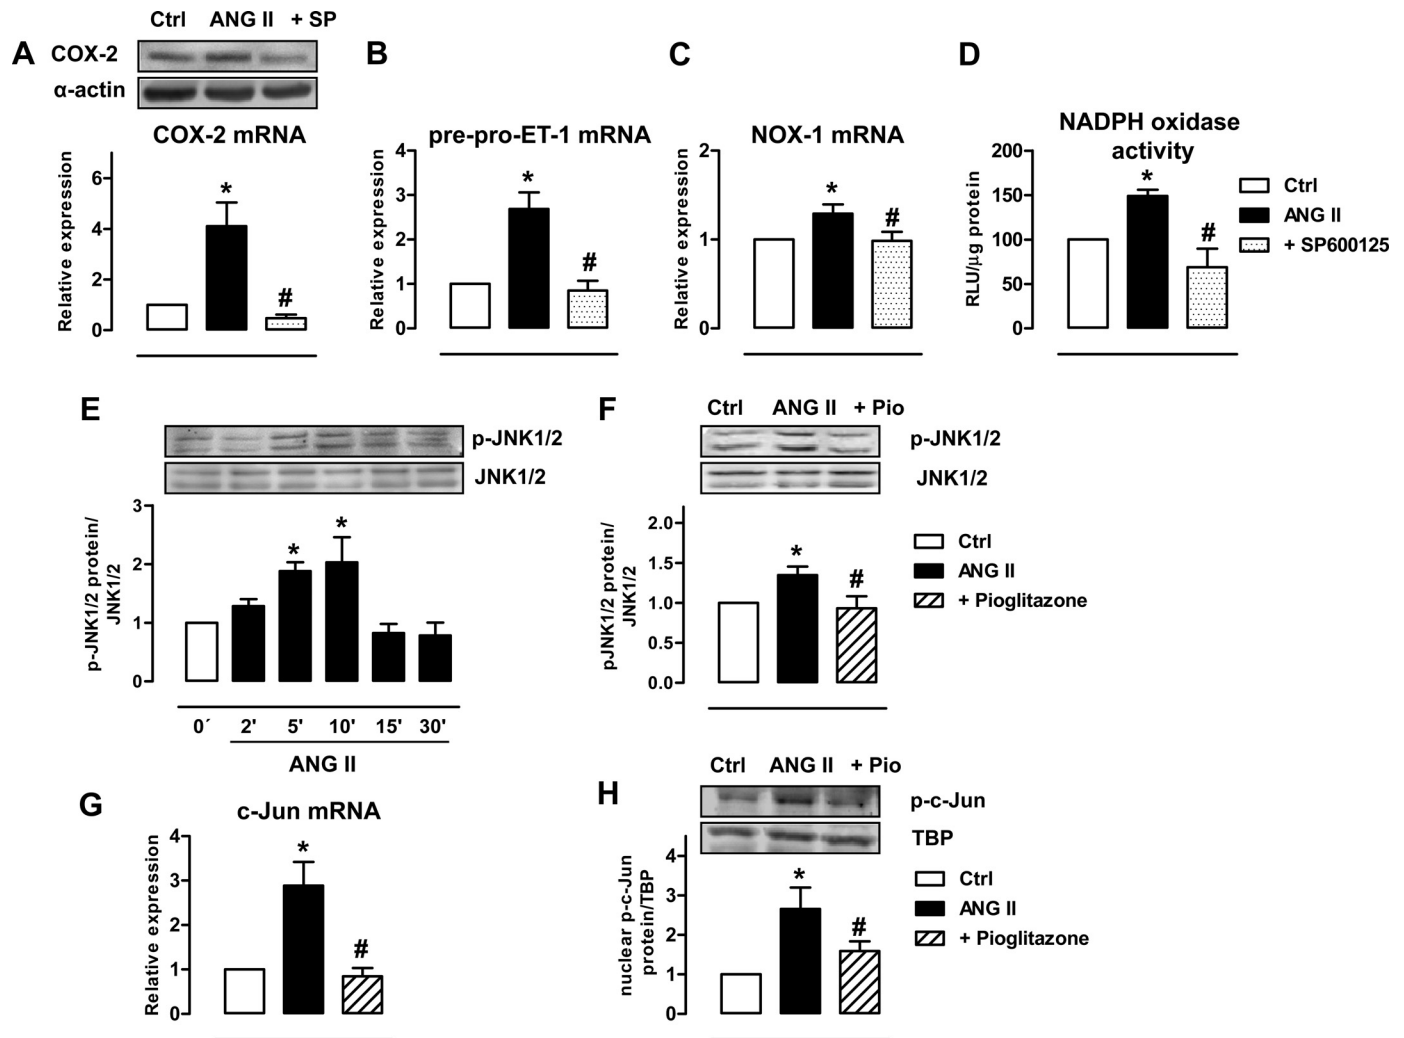 Ctrl ANG II + SP
A COX-2
α-actin
COX-2 mRNA
Relative expression
6
4
2
0
*
#
B
pre-pro-ET-1 mRNA
Relative expression
4
3
2
1
0
*
#
C
NOX-1 mRNA
Relative expression
2
1
0
*
#
D
NADPH oxidase
activity
RLU/µg protein
200
150
100
50
0
*
#
Ctrl
ANG II
+ SP600125
E
p-JNK1/2
JNK1/2
p-JNK1/2 protein/
JNK1/2
3
2
1
0
*
*
0´ 2' 5' 10' 15' 30'
ANG II
F
Ctrl ANG II + Pio
p-JNK1/2
JNK1/2
pJNK1/2 protein/
JNK1/2
2.0
1.5
1.0
0.5
0.0
*
#
Ctrl
ANG II
+ Pioglitazone
G
c-Jun mRNA
Relative expression
4
3
2
1
0
*
#
H
Ctrl ANG II + Pio
p-c-Jun
TBP
nuclear p-c-Jun
protein/TBP
4
3
2
1
0
*
#
Ctrl
ANG II
+ Pioglitazone